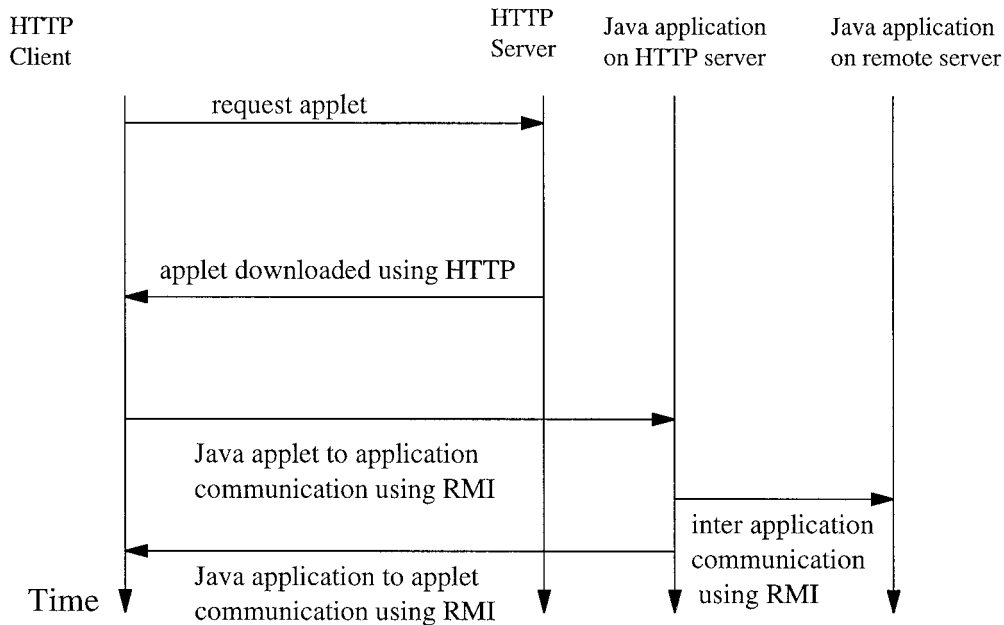 HTTP
Client
HTTP
Server
Java application
on HTTP server
Java application
on remote server
request applet
applet downloaded using HTTP
Java applet to application
communication using RMI
inter application
communication
using RMI
Java application to applet
communication using RMI
Time